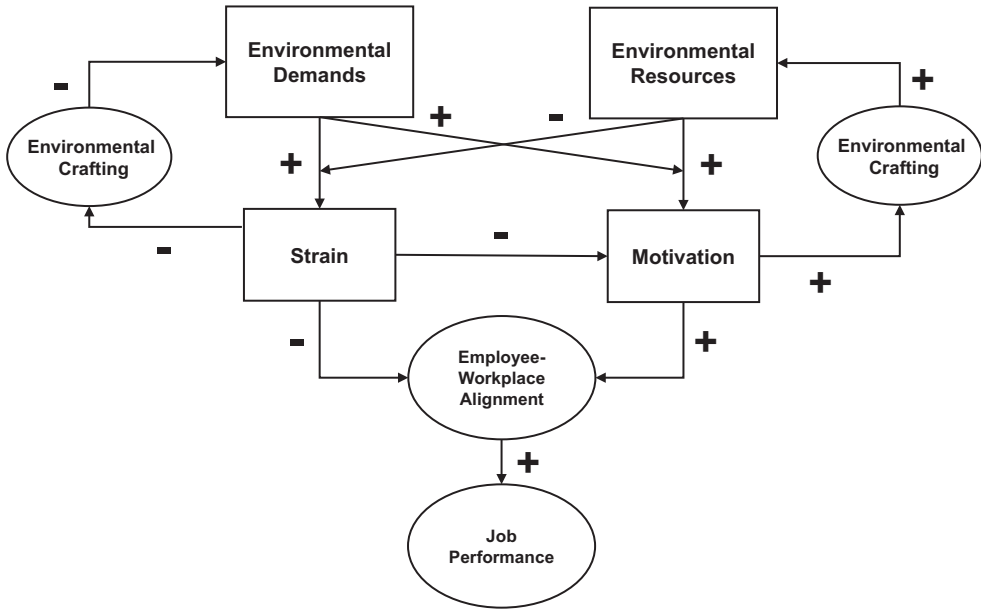 Environmental
Demands
Environmental
Resources
-
+
-
+
Environmental
Crafting
+
+
Environmental
Crafting
-
Strain
-
Motivation
+
-
+
Employee-
Workplace
Alignment
+
Job
Performance